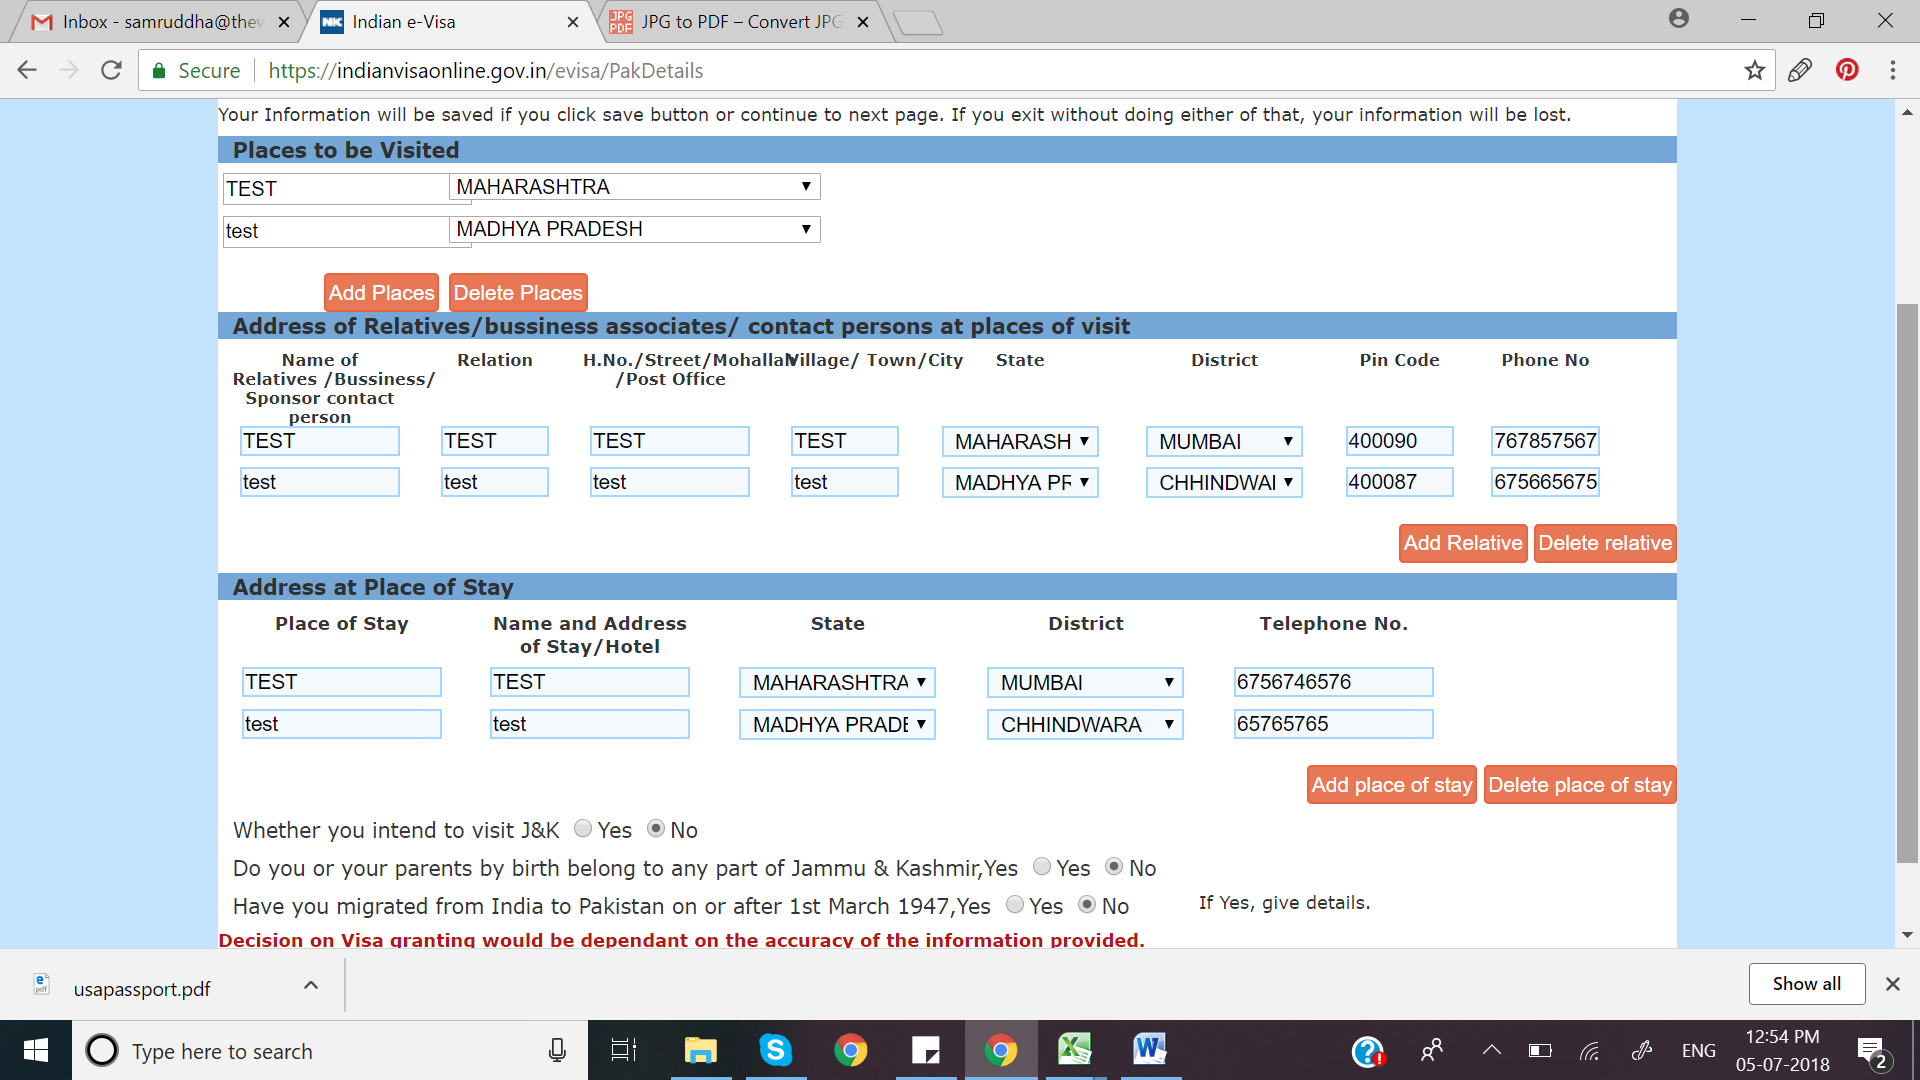 Inbox - samruddha@thev
Indian e-Visa
JPG to PDF – Convert JPG
Secure
https://indianvisaonline.gov.in/evisa/PakDetails
Your Information will be saved if you click save button or continue to next page. If you exit without doing either of that, your information will be lost.
Places to be Visited
TEST MAHARASHTRA
test MADHYA PRADESH
Add Places Delete Places
Address of Relatives/bussiness associates/ contact persons at places of visit
Name of Relation H.No./Street/Mohallah Village/ Town/City State District Pin Code Phone No
Relatives /Bussiness/ /Post Office
Sponsor contact
person
TEST TEST TEST TEST MAHARASH MUMBAI 400090 767857567
test test test test MADHYA PR CHHINDWAI 400087 675665675
Add Relative Delete relative
Address at Place of Stay
Place of Stay Name and Address State District Telephone No.
of Stay/Hotel
TEST TEST MAHARASHTRA MUMBAI 6756746576
test test MADHYA PRADE CHHINDWARA 65765765
Add place of stay Delete place of stay
Whether you intend to visit J&K Yes No
Do you or your parents by birth belong to any part of Jammu & Kashmir,Yes Yes No
Have you migrated from India to Pakistan on or after 1st March 1947,Yes Yes No If Yes, give details.
Decision on Visa granting would be dependant on the accuracy of the information provided.
usapassport.pdf
Show all
Type here to search
ENG
12:54 PM
05-07-2018
2